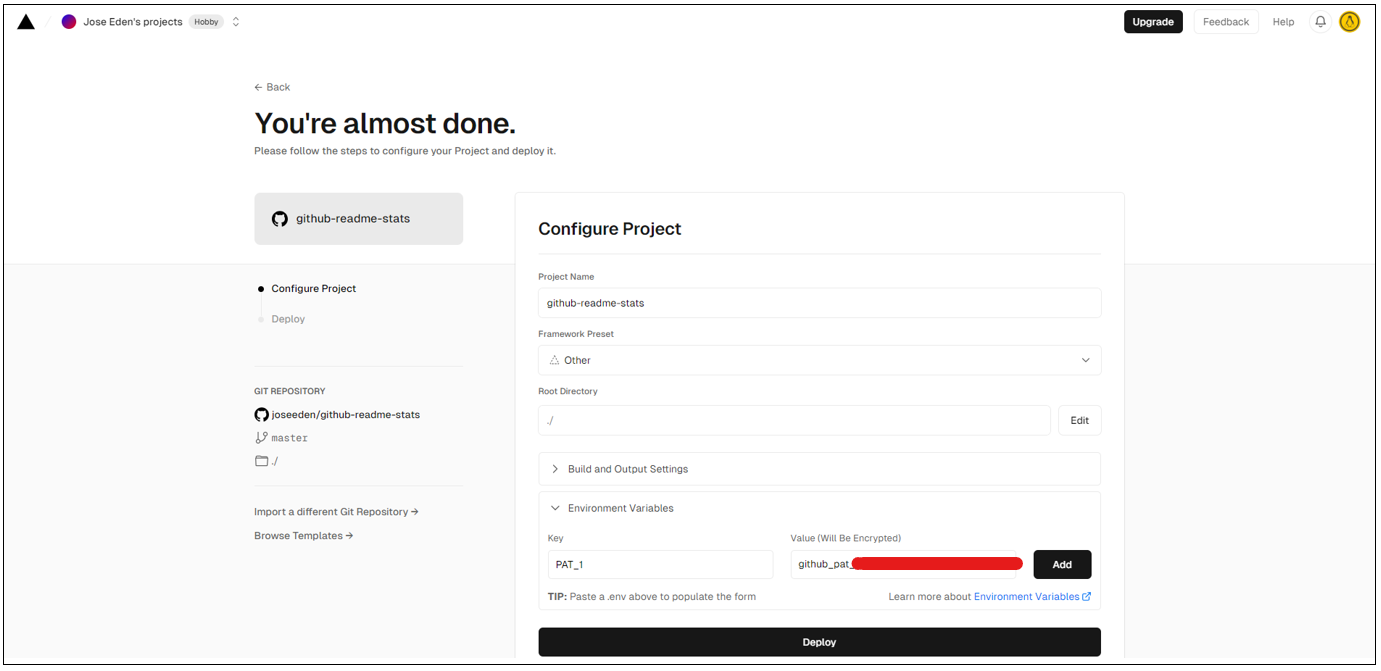 Jose Eden's projects Hobby
Upgrade Feedback Help
← Back
You're almost done.
Please follow the steps to configure your Project and deploy it.
github-readme-stats
Configure Project
Deploy
GIT REPOSITORY
joseeden/github-readme-stats
master
./
Import a different Git Repository →
Browse Templates →
Configure Project
Project Name
github-readme-stats
Framework Preset
Other
Root Directory
./
Edit
Build and Output Settings
Environment Variables
Key Value (Will Be Encrypted)
PAT_1 github_pat_ Add
TIP: Paste a .env above to populate the form Learn more about Environment Variables
Deploy